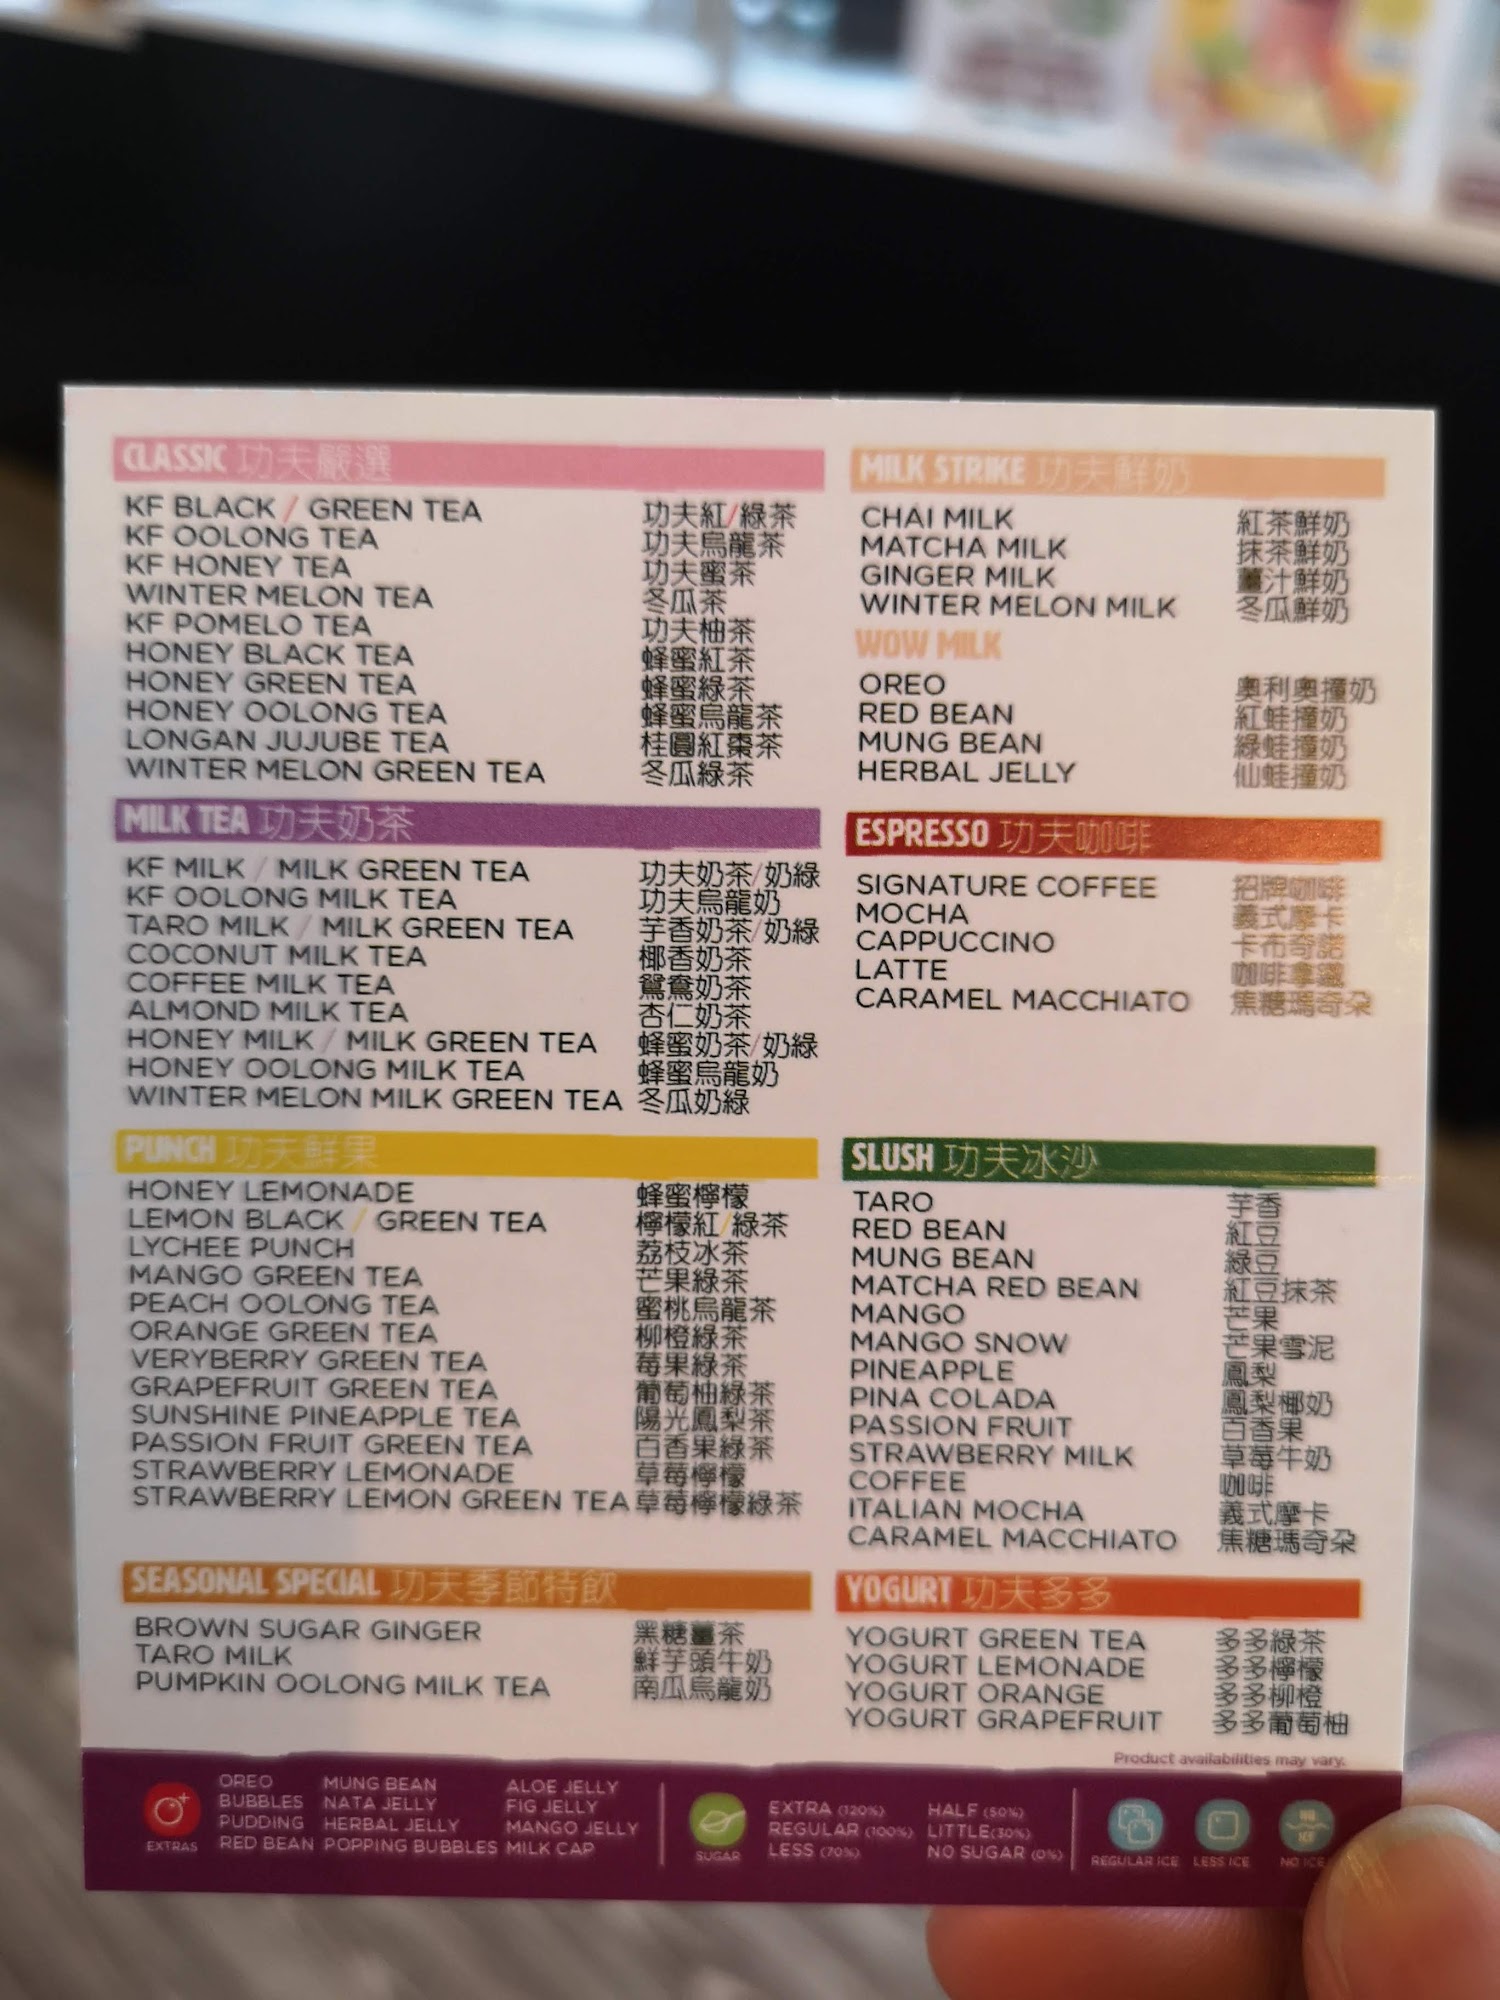 CLASSIC 功夫嚴選
KF BLACK / GREEN TEA 功夫紅/綠茶
KF OOLONG TEA 功夫烏龍茶
KF HONEY TEA 功夫蜜茶
WINTER MELON TEA 冬瓜茶
KF POMELO TEA 功夫柚茶
HONEY BLACK TEA 蜂蜜紅茶
HONEY GREEN TEA 蜂蜜綠茶
HONEY OOLONG TEA 蜂蜜烏龍茶
LONGAN JUJUBE TEA 桂圓紅棗茶
WINTER MELON GREEN TEA 冬瓜綠茶
MILK TEA 功夫奶茶
KF MILK / MILK GREEN TEA 功夫奶茶/奶綠
KF OOLONG MILK TEA 功夫烏龍奶
TARO MILK / MILK GREEN TEA 芋香奶茶/奶綠
COCONUT MILK TEA 椰香奶茶
COFFEE MILK TEA 鴛鴦奶茶
ALMOND MILK TEA 杏仁奶茶
HONEY MILK / MILK GREEN TEA 蜂蜜奶茶/奶綠
HONEY OOLONG MILK TEA 蜂蜜烏龍奶
WINTER MELON MILK GREEN TEA 冬瓜奶綠
PUNCH 功夫鮮果
HONEY LEMONADE 蜂蜜檸檬
LEMON BLACK / GREEN TEA 檸檬紅/綠茶
LYCHEE PUNCH 荔枝冰茶
MANGO GREEN TEA 芒果綠茶
PEACH OOLONG TEA 蜜桃烏龍茶
ORANGE GREEN TEA 柳橙綠茶
VERYBERRY GREEN TEA 莓果綠茶
GRAPEFRUIT GREEN TEA 葡萄柚綠茶
SUNSHINE PINEAPPLE TEA 陽光鳳梨茶
PASSION FRUIT GREEN TEA 百香果綠茶
STRAWBERRY LEMONADE 草莓檸檬
STRAWBERRY LEMON GREEN TEA 草莓檸檬綠茶
SEASONAL SPECIAL 功夫季節特飲
BROWN SUGAR GINGER 黑糖薑茶
TARO MILK 鮮芋頭牛奶
PUMPKIN OOLONG MILK TEA 南瓜烏龍奶
MILK STRIKE 功夫鮮奶
CHAI MILK 紅茶鮮奶
MATCHA MILK 抹茶鮮奶
GINGER MILK 薑汁鮮奶
WINTER MELON MILK 冬瓜鮮奶
WOW MILK
OREO 奧利奧撞奶
RED BEAN 紅蛙撞奶
MUNG BEAN 綠蛙撞奶
HERBAL JELLY 仙蛙撞奶
ESPRESSO 功夫咖啡
SIGNATURE COFFEE 招牌咖啡
MOCHA 義式摩卡
CAPPUCCINO 卡布奇諾
LATTE 咖啡拿鐵
CARAMEL MACCHIATO 焦糖瑪奇朵
SLUSH 功夫冰沙
TARO 芋香
RED BEAN 紅豆
MUNG BEAN 綠豆
MATCHA RED BEAN 紅豆抹茶
MANGO 芒果
MANGO SNOW 芒果雪泥
PINEAPPLE 鳳梨
PINA COLADA 鳳梨椰奶
PASSION FRUIT 百香果
STRAWBERRY MILK 草莓牛奶
COFFEE 咖啡
ITALIAN MOCHA 義式摩卡
CARAMEL MACCHIATO 焦糖瑪奇朵
YOGURT 功夫多多
YOGURT GREEN TEA 多多綠茶
YOGURT LEMONADE 多多檸檬
YOGURT ORANGE 多多柳橙
YOGURT GRAPEFRUIT 多多葡萄柚
Product availabilities may vary.
EXTRAS
OREO MUNG BEAN ALOE JELLY
BUBBLES NATA JELLY FIG JELLY
PUDDING HERBAL JELLY MANGO JELLY
RED BEAN POPPING BUBBLES MILK CAP
SUGAR
EXTRA (120%) HALF (50%)
REGULAR (100%) LITTLE(30%)
LESS (70%) NO SUGAR (0%)
REGULAR ICE LESS ICE NO ICE